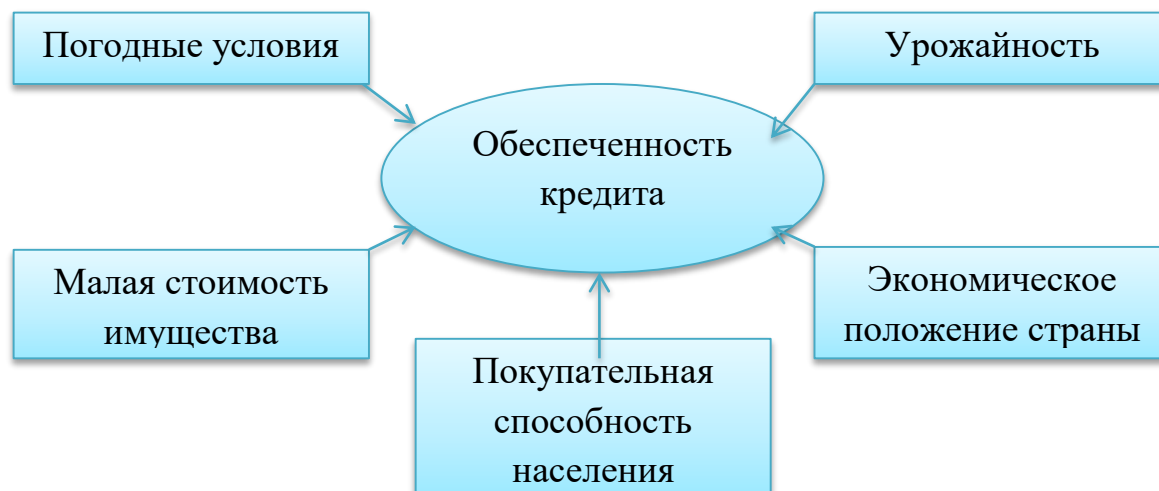 Погодные условия
Урожайность
Обеспеченность
кредита
Малая стоимость
имущества
Экономическое
положение страны
Покупательная
способность
населения